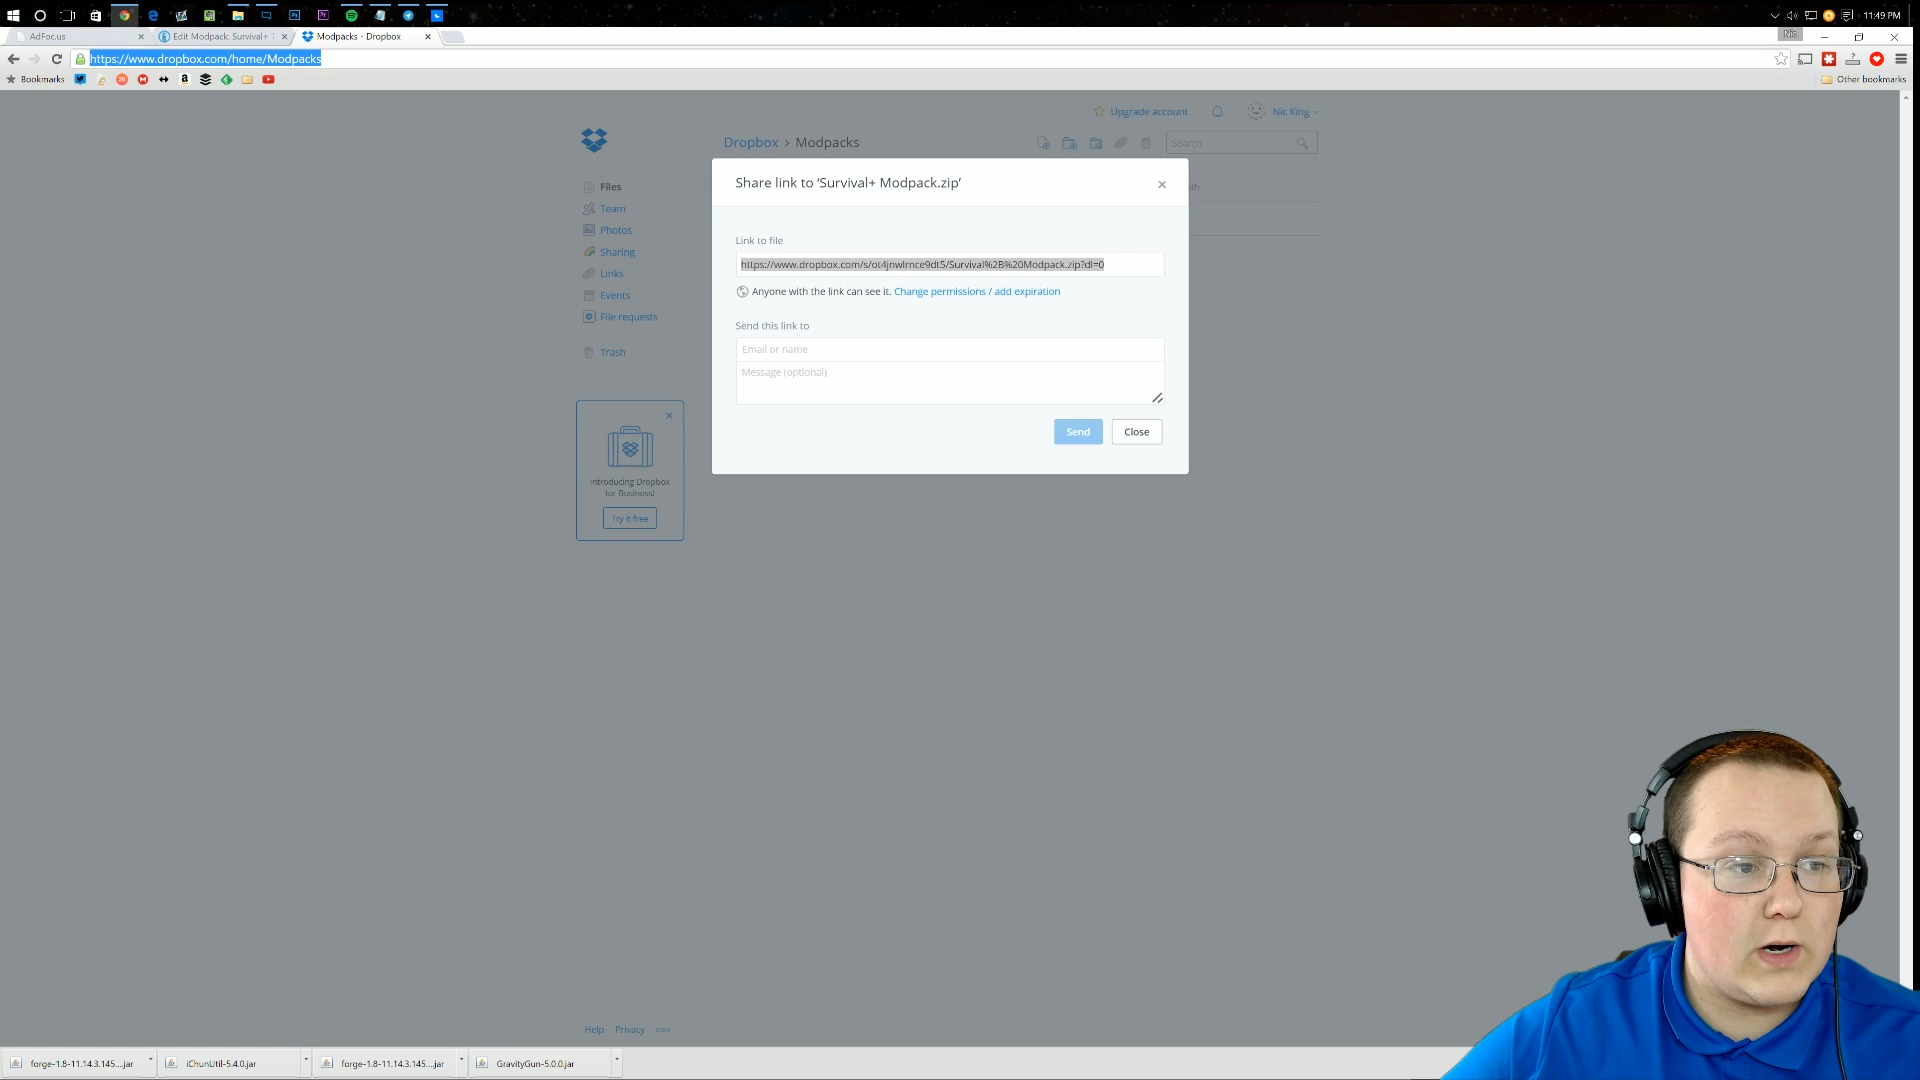 11:49 PM
AdFoc.us
Edit Modpack: Survival+
Modpacks - Dropbox
Nic
https://www.dropbox.com/home/Modpacks
Bookmarks
Other bookmarks
Upgrade account
Nic King
Dropbox > Modpacks
Search
Files
Team
Photos
Sharing
Links
Events
File requests
Trash
Share link to ‘Survival+ Modpack.zip’
Link to file
https://www.dropbox.com/s/ot4jnwlrnce9dt5/Survival%2B%20Modpack.zip?dl=0
Anyone with the link can see it. Change permissions / add expiration
Send this link to
Email or name
Message (optional)
Send
Close
Introducing Dropbox
for Business!
Try it free
Help
Privacy
forge-1.8-11.14.3.145....jar
iChunUtil-5.4.0.jar
forge-1.8-11.14.3.145....jar
GravityGun-5.0.0.jar